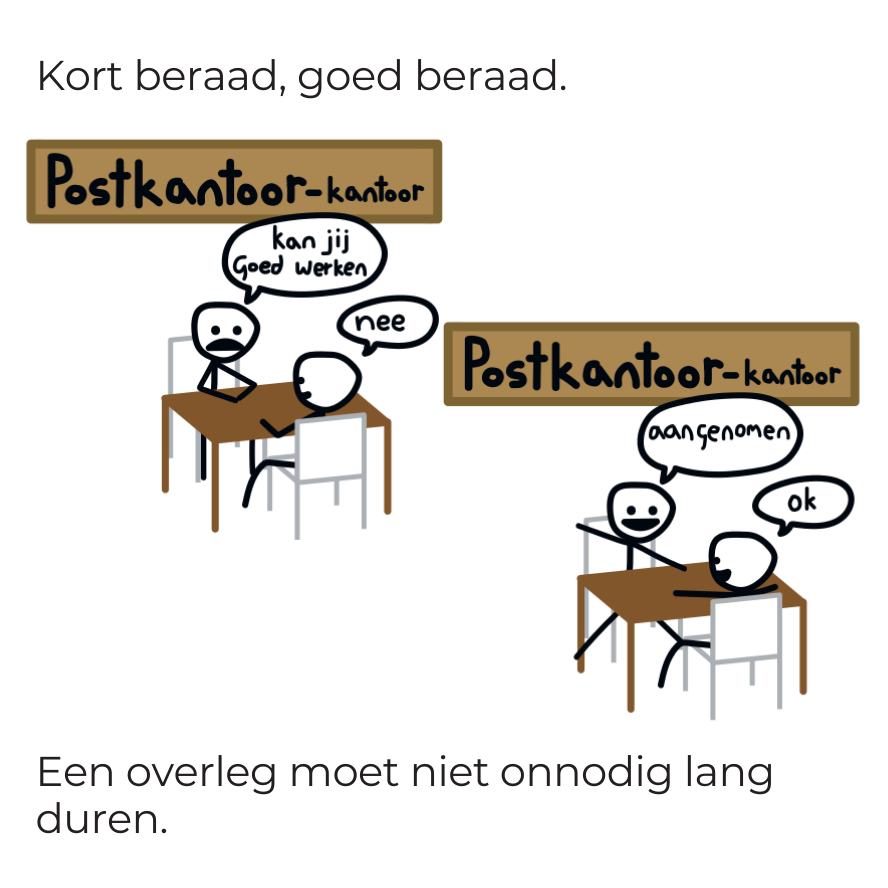 Kort beraad, goed beraad.
Postkantoor-kantoor
kan jij
Goed werken
nee
Postkantoor-kantoor
aangenomen
ok
Een overleg moet niet onnodig lang
duren.